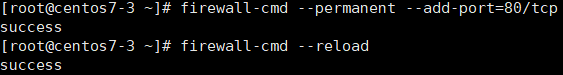 [root@centos7-3 ~]# firewall-cmd --permanent --add-port=80/tcp
success
[root@centos7-3 ~]# firewall-cmd --reload
success